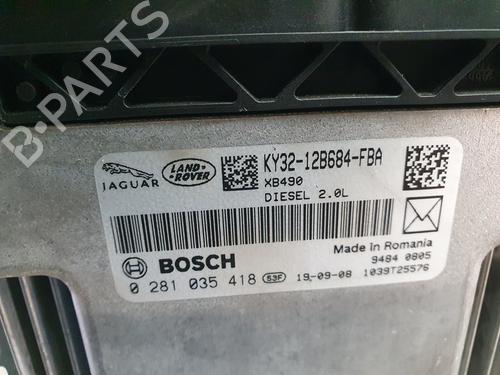 B-PARTS
JAGUAR
LAND-
ROVER
KY32-12B684-FBA
XB490
DIESEL 2.0L
Made in Romania
BOSCH
9484 0805
0 281 035 418 53F 19-09-08 1039T25576